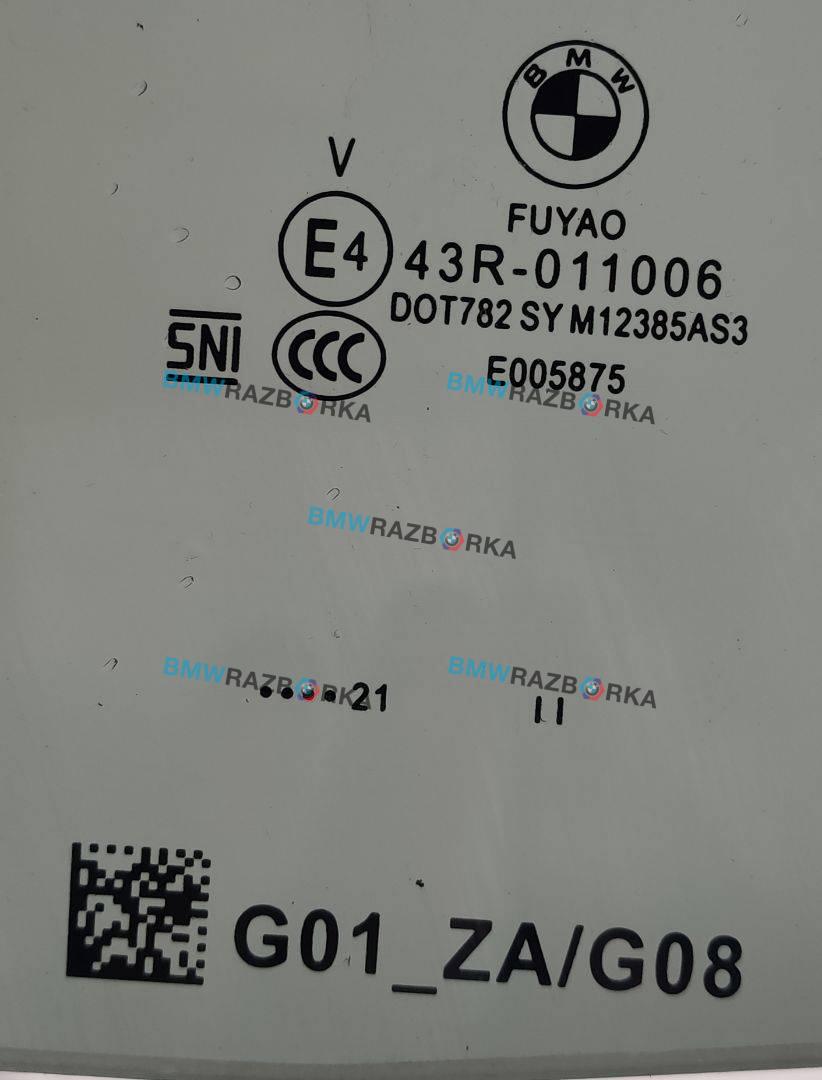 BMW
V
FUYAO
E4 43R-011006
DOT782 SY M12385AS3
SNI CCC
E005875
BMWRAZBORKA BMWRAZBORKA
BMWRAZBORKA
BMWRAZBORKA BMWRAZBORKA
....21 II
G01_ZA/G08